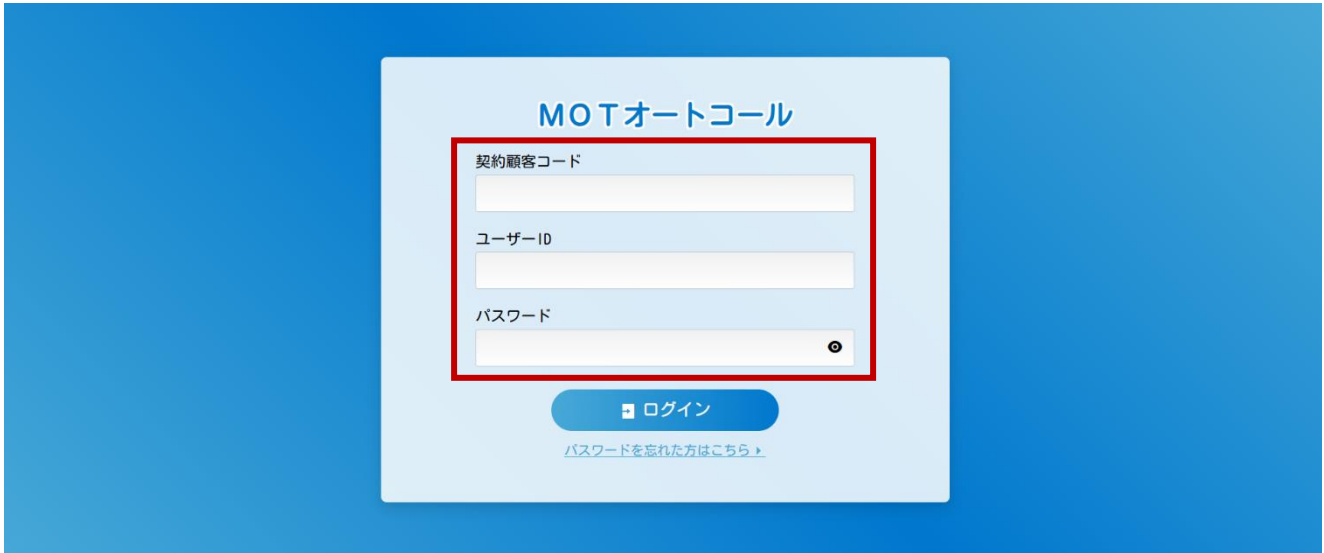 ＭＯＴオートコール
契約顧客コード
ユーザーID
パスワード
ログイン
パスワードを忘れた方はこちら